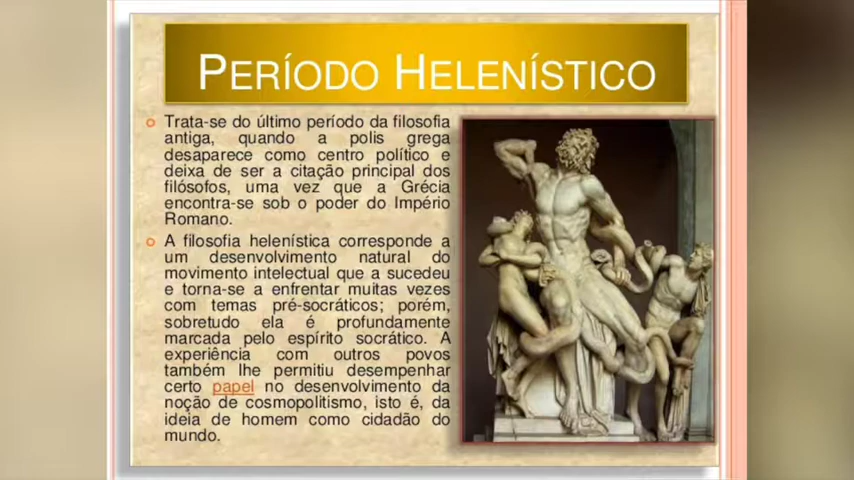 PERÍODO HELENÍSTICO
Trata-se do último período da filosofia
antiga, quando a polis grega
desaparece como centro político e
deixa de ser a citação principal dos
filósofos, uma vez que a Grécia
encontra-se sob o poder do Império
Romano.
A filosofia helenística corresponde a
um desenvolvimento natural do
movimento intelectual que a sucedeu
e torna-se a enfrentar muitas vezes
com temas pré-socráticos; porém,
sobretudo ela é profundamente
marcada pelo espírito socrático. A
experiência com outros povos
também lhe permitiu desempenhar
certo papel no desenvolvimento da
noção de cosmopolitismo, isto é, da
ideia de homem como cidadão do
mundo.